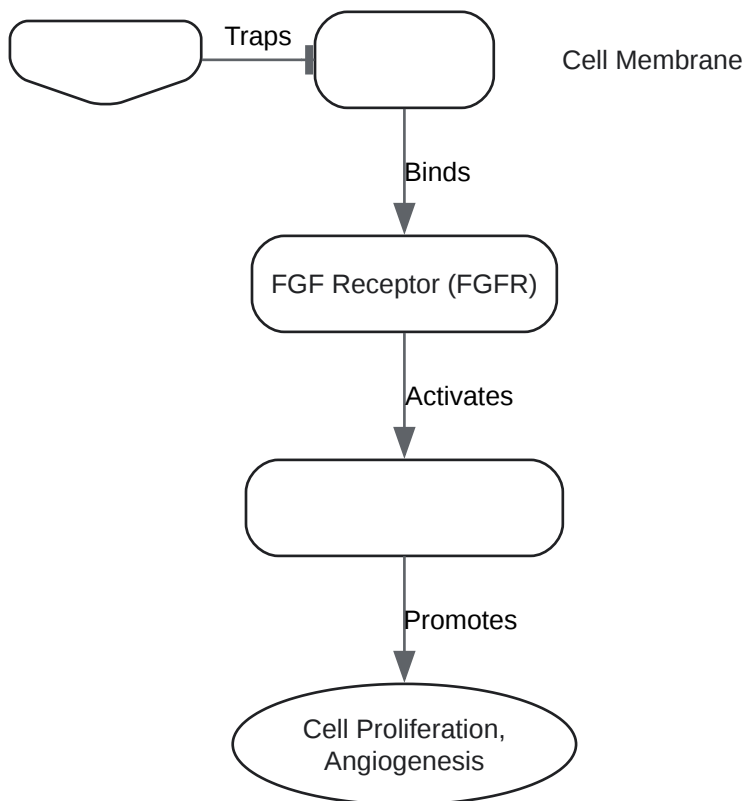 Traps
Cell Membrane
Binds
FGF Receptor (FGFR)
Activates
Promotes
Cell Proliferation,
Angiogenesis